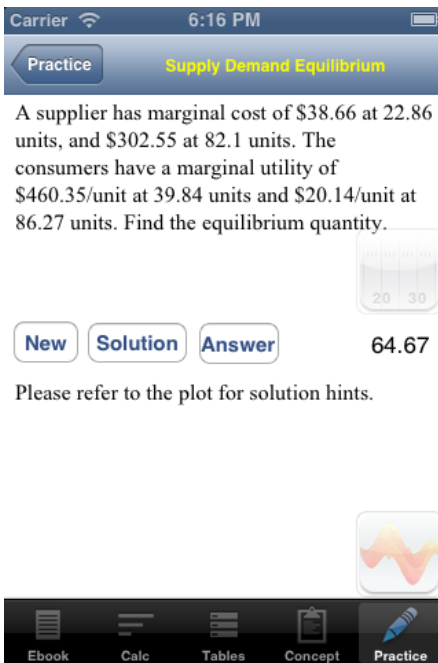 Carrier 6:16 PM
Practice Supply Demand Equilibrium
A supplier has marginal cost of $38.66 at 22.86
units, and $302.55 at 82.1 units. The
consumers have a marginal utility of
$460.35/unit at 39.84 units and $20.14/unit at
86.27 units. Find the equilibrium quantity.
20 30
New Solution Answer 64.67
Please refer to the plot for solution hints.
Ebook Calc Tables Concept Practice